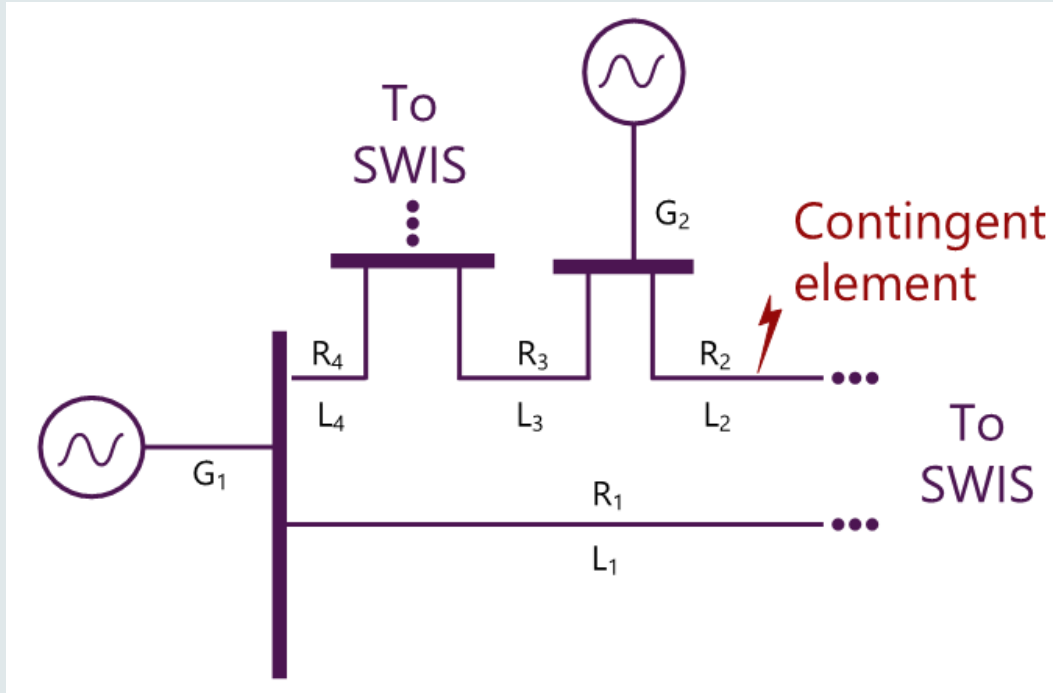 To
SWIS
G₂
Contingent
element
R₄
R₃
R₂
L₄
L₃
L₂
To
SWIS
G₁
R₁
L₁